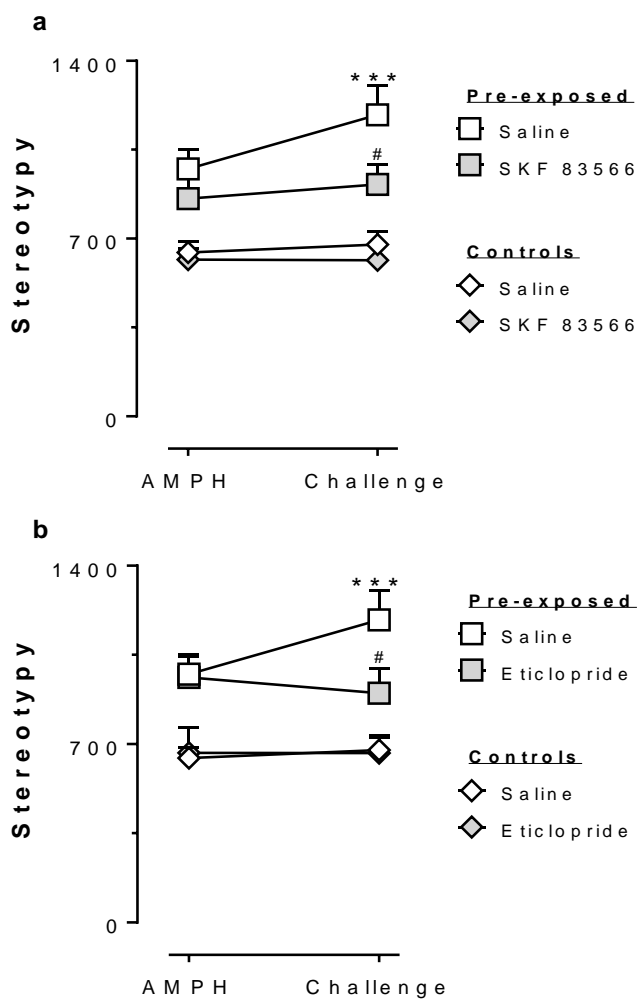 a
Stereotypy
1400
700
0
***
#
AMPH Challenge
Pre-exposed
Saline
SKF 83566
Controls
Saline
SKF 83566
b
Stereotypy
1400
700
0
***
#
AMPH Challenge
Pre-exposed
Saline
Eticlopride
Controls
Saline
Eticlopride